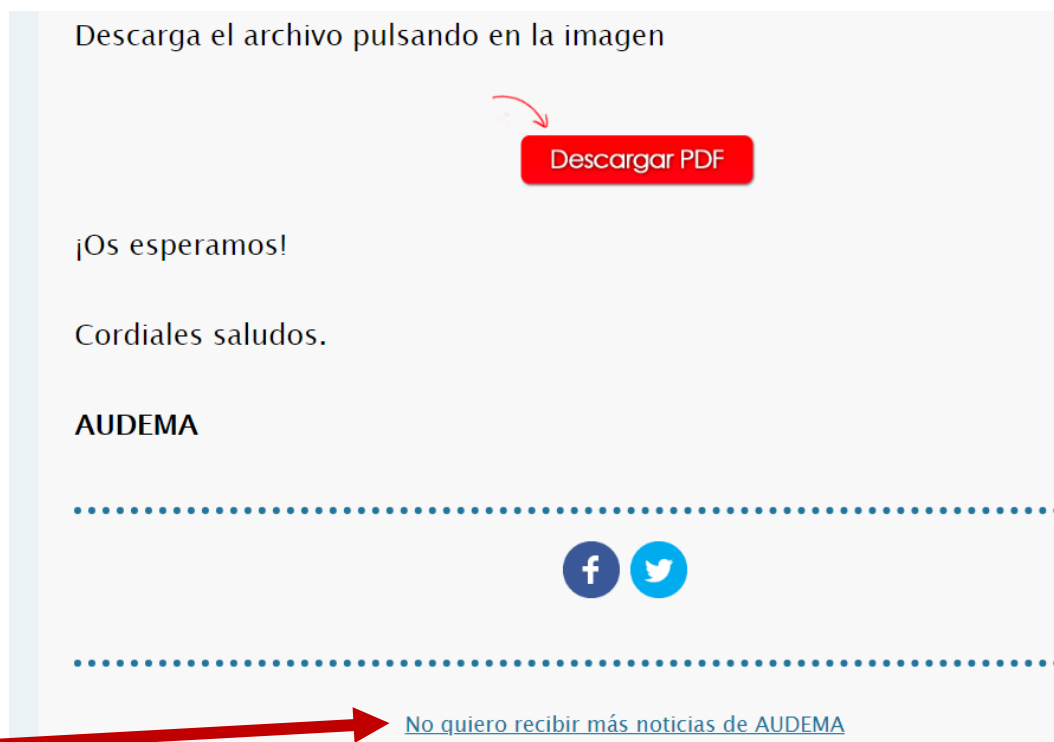 Descarga el archivo pulsando en la imagen
Descargar PDF
¡Os esperamos!
Cordiales saludos.
AUDEMA
No quiero recibir más noticias de AUDEMA